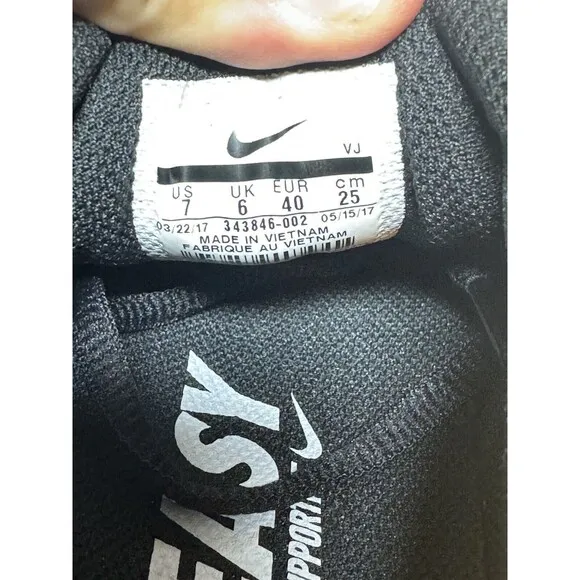 VJ
US UK EUR cm
7 6 40 25
03/22/17 343846-002 05/15/17
MADE IN VIETNAM
FABRIQUE AU VIETNAM
EASY